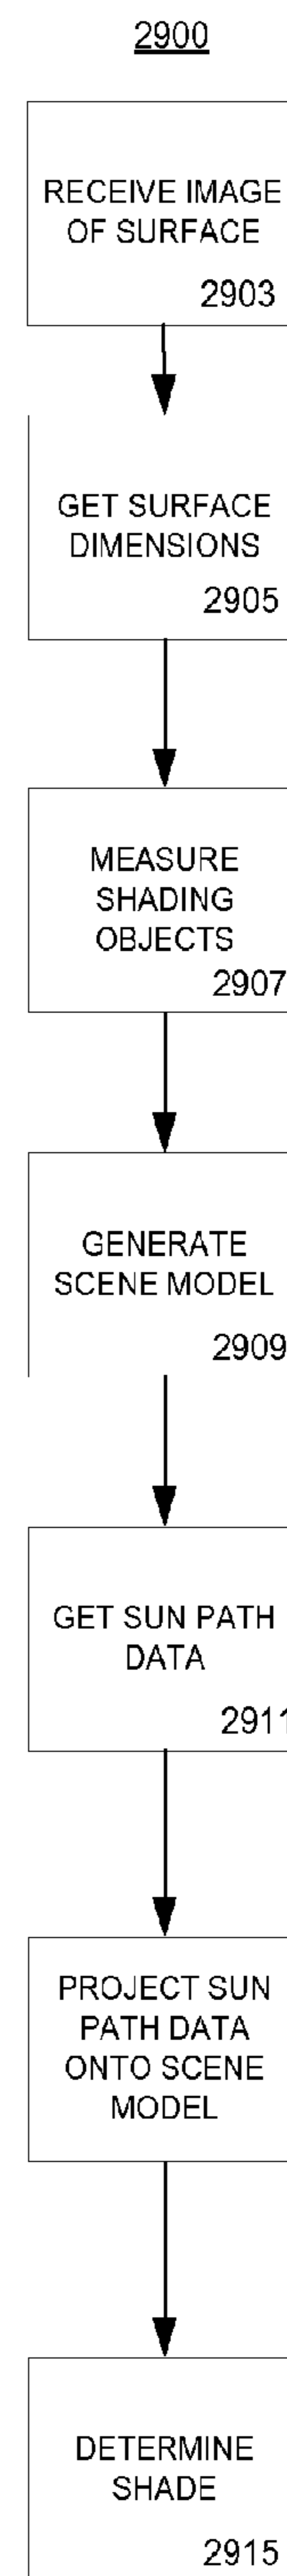 2900
RECEIVE IMAGE
OF SURFACE
2903
GET SURFACE
DIMENSIONS
2905
MEASURE
SHADING
OBJECTS
2907
GENERATE
SCENE MODEL
2909
GET SUN PATH
DATA
2911
PROJECT SUN
PATH DATA
ONTO SCENE
MODEL
DETERMINE
SHADE
2915